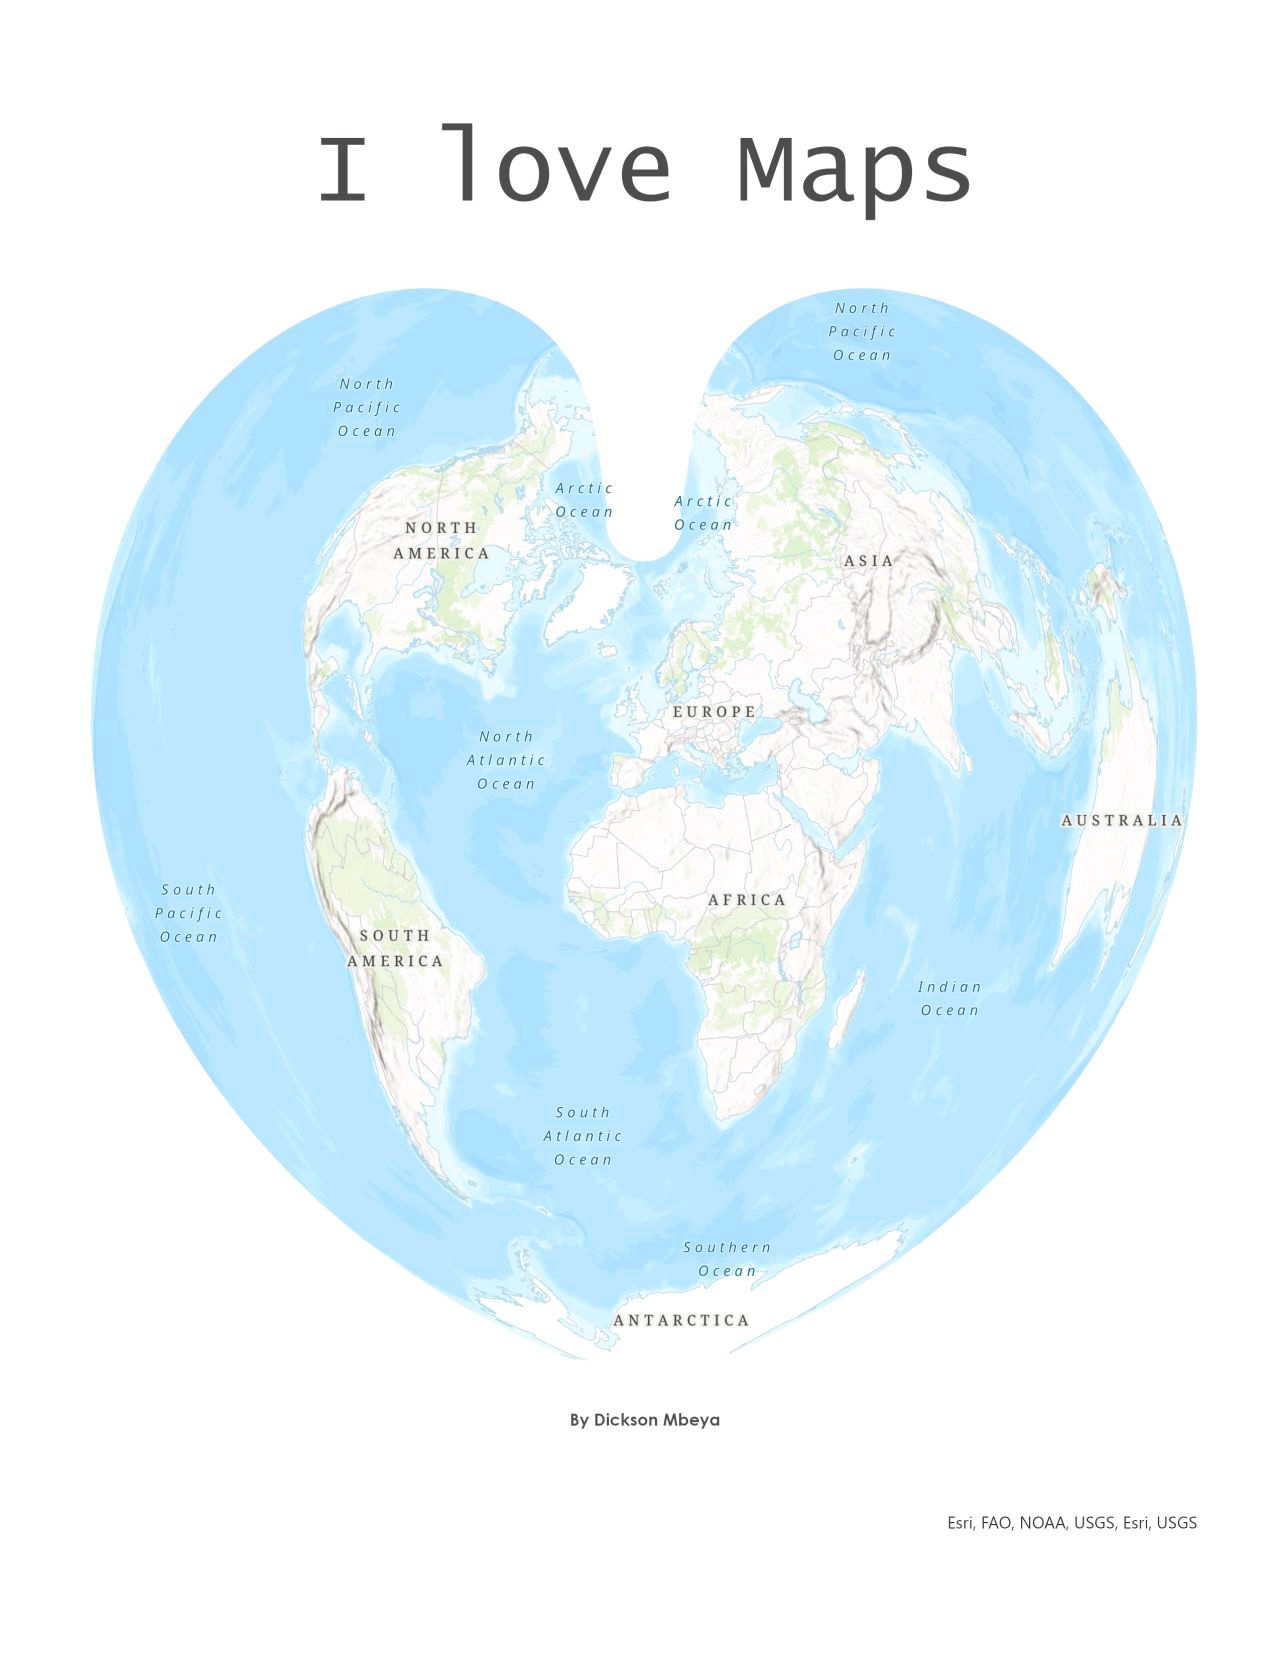 I love Maps
North
Pacific
Ocean
North
Pacific
Ocean
Arctic
Ocean
Arctic
Ocean
NORTH
AMERICA
ASIA
EUROPE
North
Atlantic
Ocean
AUSTRALIA
AFRICA
South
Pacific
Ocean
SOUTH
AMERICA
Indian
Ocean
South
Atlantic
Ocean
Southern
Ocean
ANTARCTICA
By Dickson Mbeya
Esri, FAO, NOAA, USGS, Esri, USGS